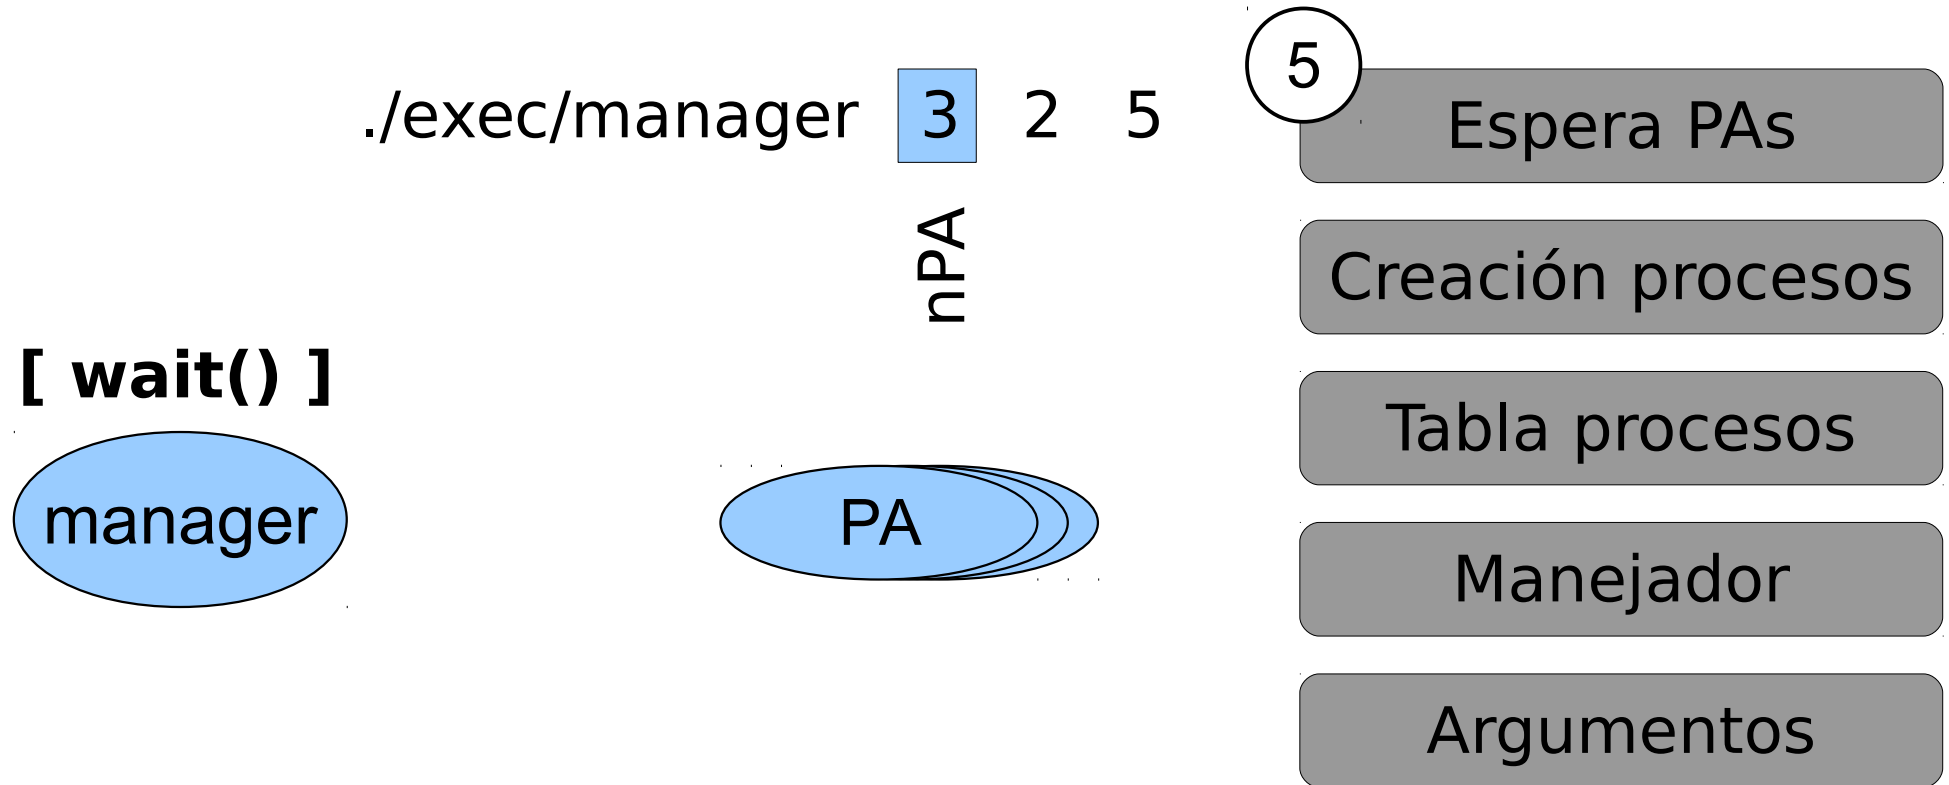 ./exec/manager 3 2 5
nPA
[ wait() ]
manager
PA
5
Espera PAs
Creación procesos
Tabla procesos
Manejador
Argumentos